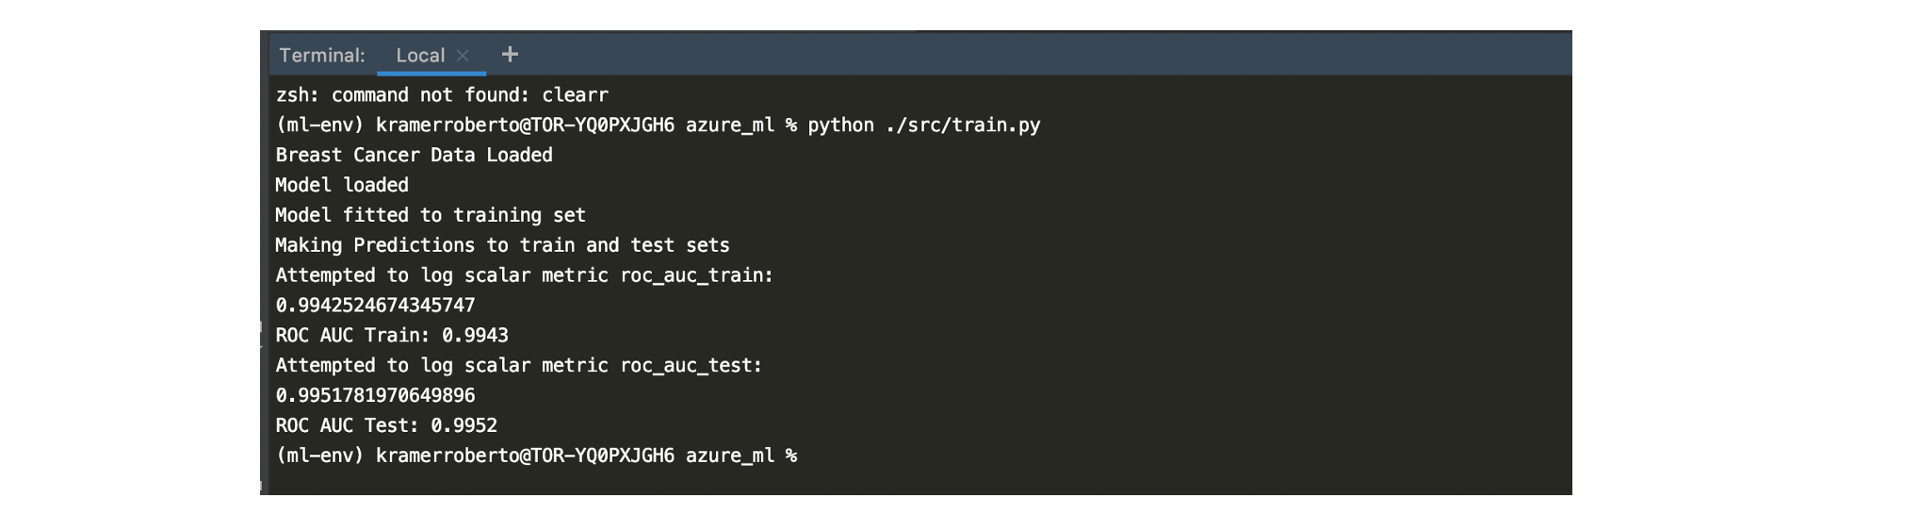 Terminal: Local × +
zsh: command not found: clearr
(ml-env) kramerroberto@TOR-YQ0PXJGH6 azure_ml % python ./src/train.py
Breast Cancer Data Loaded
Model loaded
Model fitted to training set
Making Predictions to train and test sets
Attempted to log scalar metric roc_auc_train:
0.9942524674345747
ROC AUC Train: 0.9943
Attempted to log scalar metric roc_auc_test:
0.9951781970649896
ROC AUC Test: 0.9952
(ml-env) kramerroberto@TOR-YQ0PXJGH6 azure_ml %